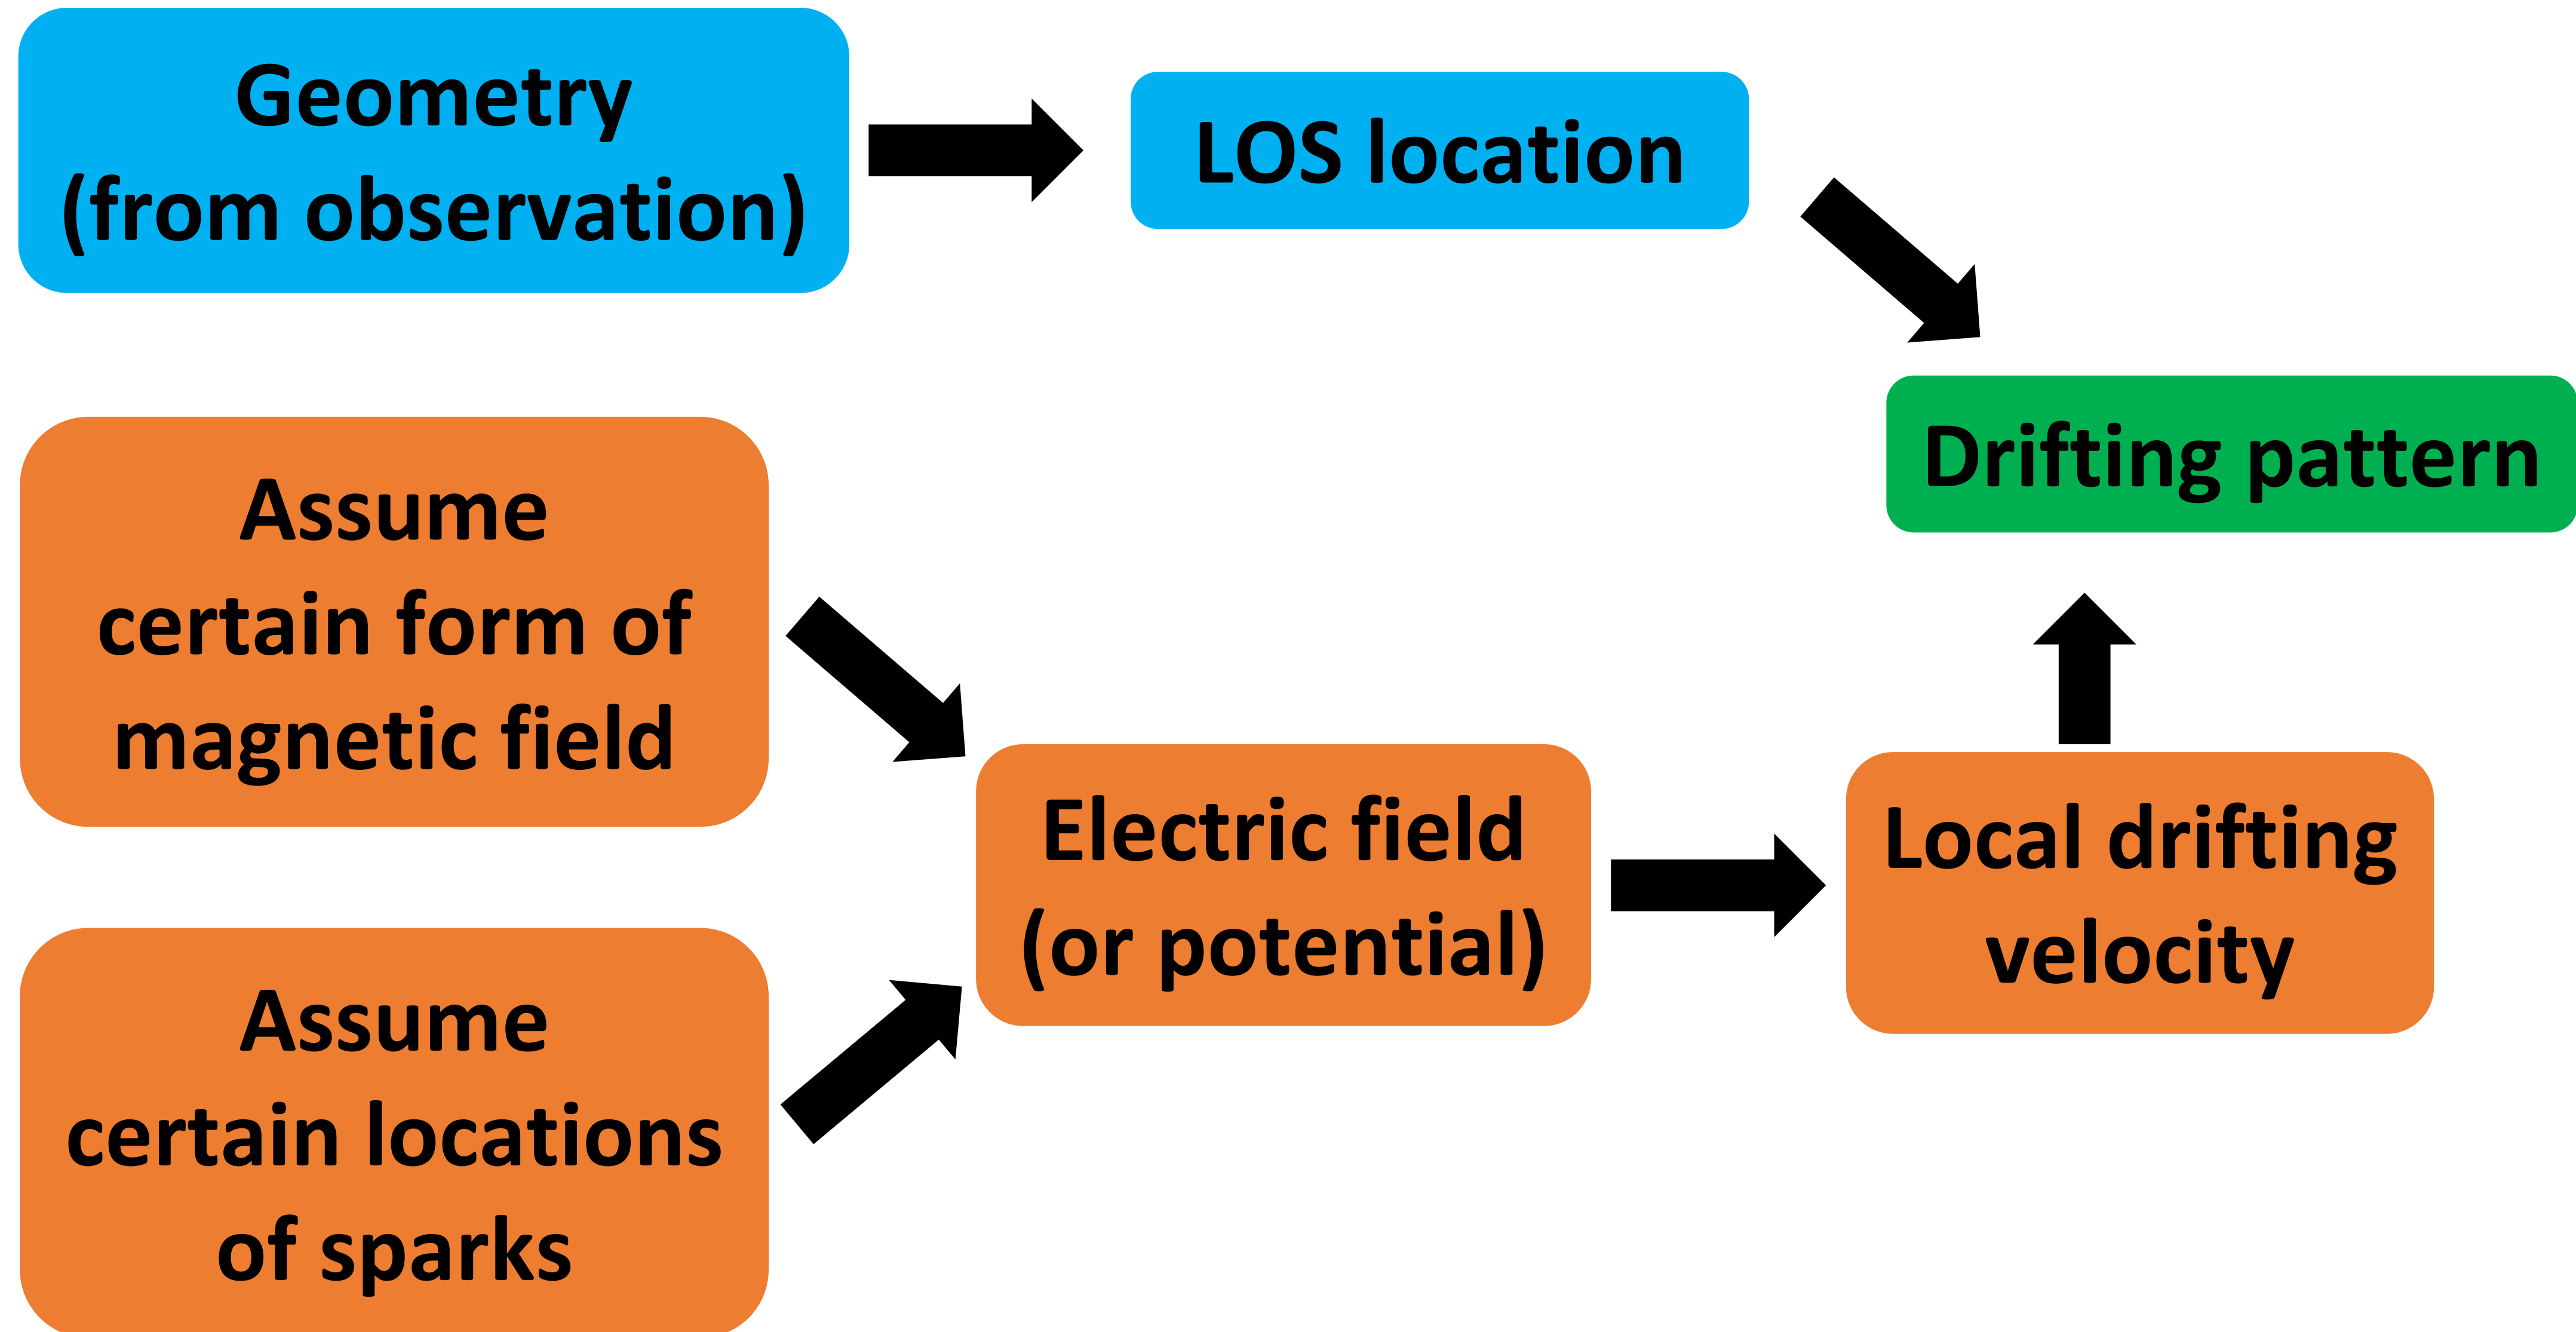 Geometry
(from observation)
LOS location
Drifting pattern
Assume
certain form of
magnetic field
Electric field
(or potential)
Local drifting
velocity
Assume
certain locations
of sparks